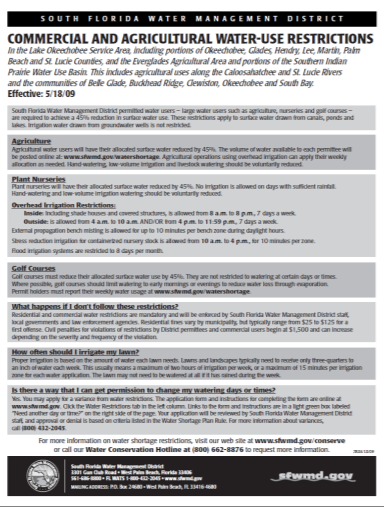 SOUTH FLORIDA WATER MANAGEMENT DISTRICT
COMMERCIAL AND AGRICULTURAL WATER-USE RESTRICTIONS
In the Lake Okeechobee Service Area, including portions of Okeechobee, Glades, Hendry, Lee, Martin, Palm
Beach and St. Lucie Counties, and the Everglades Agricultural Area and portions of the Southern Indian
Prairie Water Use Basin. This includes agricultural uses along the Caloosahatchee and St. Lucie Rivers
and the communities of Belle Glade, Buckhead Ridge, Clewiston, Okeechobee and South Bay.
Effective: 5/18/09
South Florida Water Management District permitted water users – large water users such as agriculture, nurseries and golf courses –
are required to achieve a 45% reduction in surface water use. These restrictions apply to surface water drawn from canals, ponds and
lakes. Irrigation water drawn from groundwater wells is not restricted.
Agriculture
Agricultural water users will have their allocated surface water reduced by 45%. The volume of water available to each permittee will
be posted online at: www.sfwmd.gov/watershortage. Agricultural operations using overhead irrigation can apply their weekly
allocation as needed. Hand-watering, low-volume irrigation and livestock watering should be voluntarily reduced.
Plant Nurseries
Plant nurseries will have their allocated surface water reduced by 45%. No irrigation is allowed on days with sufficient rainfall.
Hand-watering and low-volume irrigation watering should be voluntarily reduced.
Overhead Irrigation Restrictions:
Inside: Including shade houses and covered structures, is allowed from 8 a.m. to 8 p.m., 7 days a week.
Outside: is allowed from 4 a.m. to 10 a.m. AND/OR from 4 p.m. to 11:59 p.m., 7 days a week.
External propagation bench misting is allowed for up to 10 minutes per bench zone during daylight hours.
Stress reduction irrigation for containerized nursery stock is allowed from 10 a.m. to 4 p.m., for 10 minutes per zone.
Flood irrigation systems are restricted to 8 days per month.
Golf Courses
Golf courses must reduce their allocated surface water use by 45%. They are not restricted to watering at certain days or times.
Where possible, golf courses should limit watering to early mornings or evenings to reduce water loss through evaporation.
Permit holders must report their weekly water usage at www.sfwmd.gov/watershortage.
What happens if I don't follow these restrictions?
Residential and commercial water restrictions are mandatory and will be enforced by South Florida Water Management District staff,
local governments and law enforcement agencies. Residential fines vary by municipality, but typically range from $25 to $125 for a
first offense. Civil penalties for violations of restrictions by District permittees and commercial users begin at $1,500 and can increase
depending on the severity and frequency of the violation.
How often should I irrigate my lawn?
Proper irrigation is based on the amount of water each lawn needs. Lawns and landscapes typically need to receive only three-quarters to
an inch of water each week. This usually means a maximum of two hours of irrigation per week, or a maximum of 15 minutes per irrigation
zone for each water application. The lawn may not need to be watered at all if it has rained during the week.
Is there a way that I can get permission to change my watering days or times?
Yes. You may apply for a variance from water restrictions. The application form and instructions for completing the form are online at
www.sfwmd.gov. Click the Water Restrictions tab in the left column. Links to the form and instructions are in a light green box labeled
"Need another day or time?" on the right side of the page. Your application will be reviewed by South Florida Water Management District
staff, and approval or denial is based on criteria listed in the Water Shortage Plan Rule. For more information about variances,
call (800) 432-2045.
For more information on water shortage restrictions, visit our web site at www.sfwmd.gov/conserve
or call our Water Conservation Hotline at (800) 662-8876 to request more information.
South Florida Water Management District
3301 Gun Club Road • West Palm Beach, Florida 33406
561-686-8800 • FL WATS 1-800-432-2045 • www.sfwmd.gov
MAILING ADDRESS: P.O. Box 24680 • West Palm Beach, FL 33416-4680
sfwmd.gov